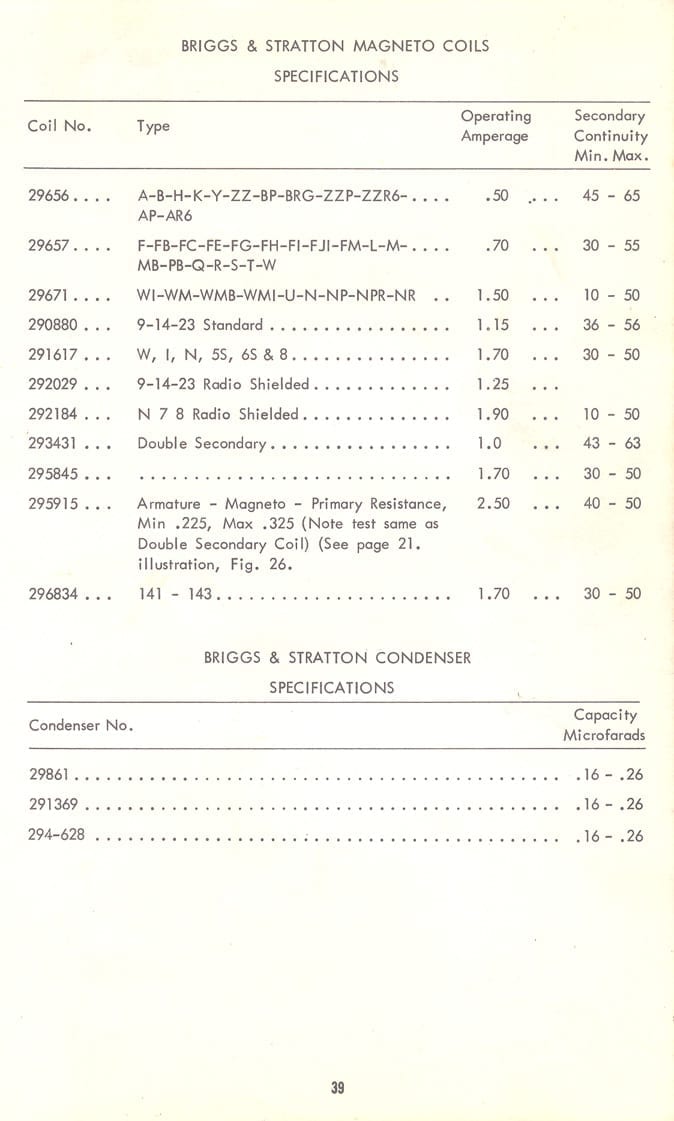 BRIGGS & STRATTON MAGNETO COILS
SPECIFICATIONS
Coil No. Type Operating Amperage Secondary Continuity Min. Max.
29656.... A-B-H-K-Y-ZZ-BP-BRG-ZZP-ZZR6-.... .50 .... 45 - 65
AP-AR6
29657.... F-FB-FC-FE-FG-FH-FI-FJI-FM-L-M-.... .70 ... 30 - 55
MB-PB-Q-R-S-T-W
29671.... WI-WM-WMB-WMI-U-N-NP-NPR-NR .. 1.50 ... 10 - 50
290880... 9-14-23 Standard................. 1.15 ... 36 - 56
291617... W, I, N, 5S, 6S & 8............... 1.70 ... 30 - 50
292029... 9-14-23 Radio Shielded............. 1.25 ...
292184... N 7 8 Radio Shielded.............. 1.90 ... 10 - 50
293431... Double Secondary................. 1.0 ... 43 - 63
295845... ............................. 1.70 ... 30 - 50
295915... Armature - Magneto - Primary Resistance, 2.50 ... 40 - 50
Min .225, Max .325 (Note test same as
Double Secondary Coil) (See page 21.
illustration, Fig. 26.
296834... 141 - 143...................... 1.70 ... 30 - 50
BRIGGS & STRATTON CONDENSER
SPECIFICATIONS
Condenser No. Capacity Microfarads
29861.............................................. .16 - .26
291369............................................. .16 - .26
294-628............................................ .16 - .26
39